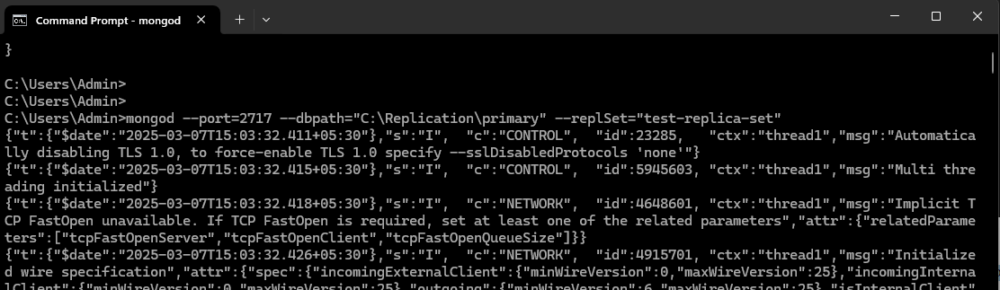 Command Prompt - mongod
}
C:\Users\Admin>
C:\Users\Admin>
C:\Users\Admin>mongod --port=2717 --dbpath="C:\Replication\primary" --replSet="test-replica-set"
{"t":{"$date":"2025-03-07T15:03:32.411+05:30"},"s":"I",  "c":"CONTROL",  "id":23285,   "ctx":"thread1","msg":"Automatica
lly disabling TLS 1.0, to force-enable TLS 1.0 specify --sslDisabledProtocols 'none'"}
{"t":{"$date":"2025-03-07T15:03:32.415+05:30"},"s":"I",  "c":"CONTROL",  "id":5945603, "ctx":"thread1","msg":"Multi thre
ading initialized"}
{"t":{"$date":"2025-03-07T15:03:32.418+05:30"},"s":"I",  "c":"NETWORK",  "id":4648601, "ctx":"thread1","msg":"Implicit T
CP FastOpen unavailable. If TCP FastOpen is required, set at least one of the related parameters","attr":{"relatedParame
ters":["tcpFastOpenServer","tcpFastOpenClient","tcpFastOpenQueueSize"]}}
{"t":{"$date":"2025-03-07T15:03:32.426+05:30"},"s":"I",  "c":"NETWORK",  "id":4915701, "ctx":"thread1","msg":"Initialize
d wire specification","attr":{"spec":{"incomingExternalClient":{"minWireVersion":0,"maxWireVersion":25},"incomingInterna
lClient":{"minWireVersion":0,"maxWireVersion":25},"outgoing":{"minWireVersion":6,"maxWireVersion":25},"isInternalClient"